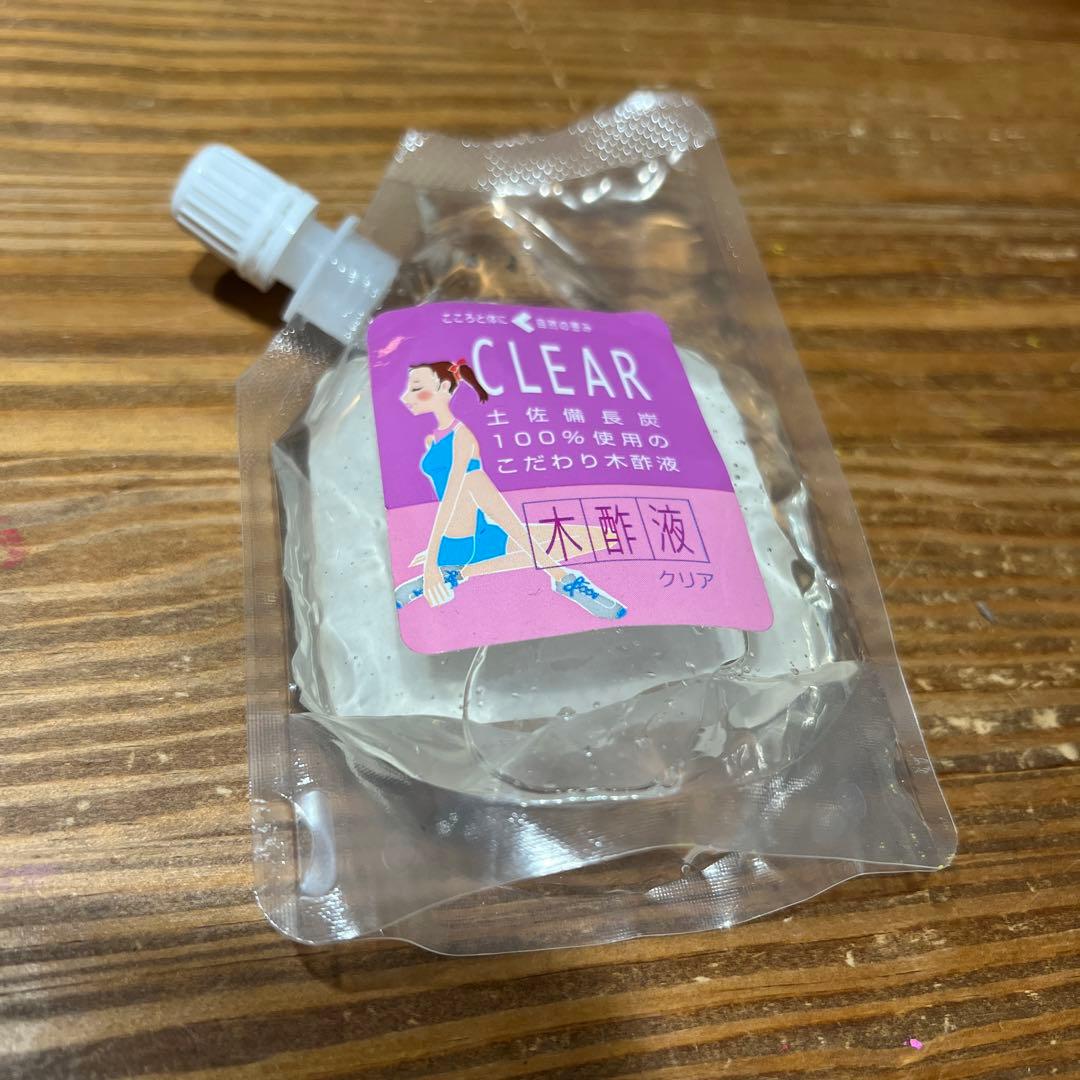 こころと体に 自然の恵み
CLEAR
土佐備長炭
100%使用の
こだわり木酢液
木酢液
クリア